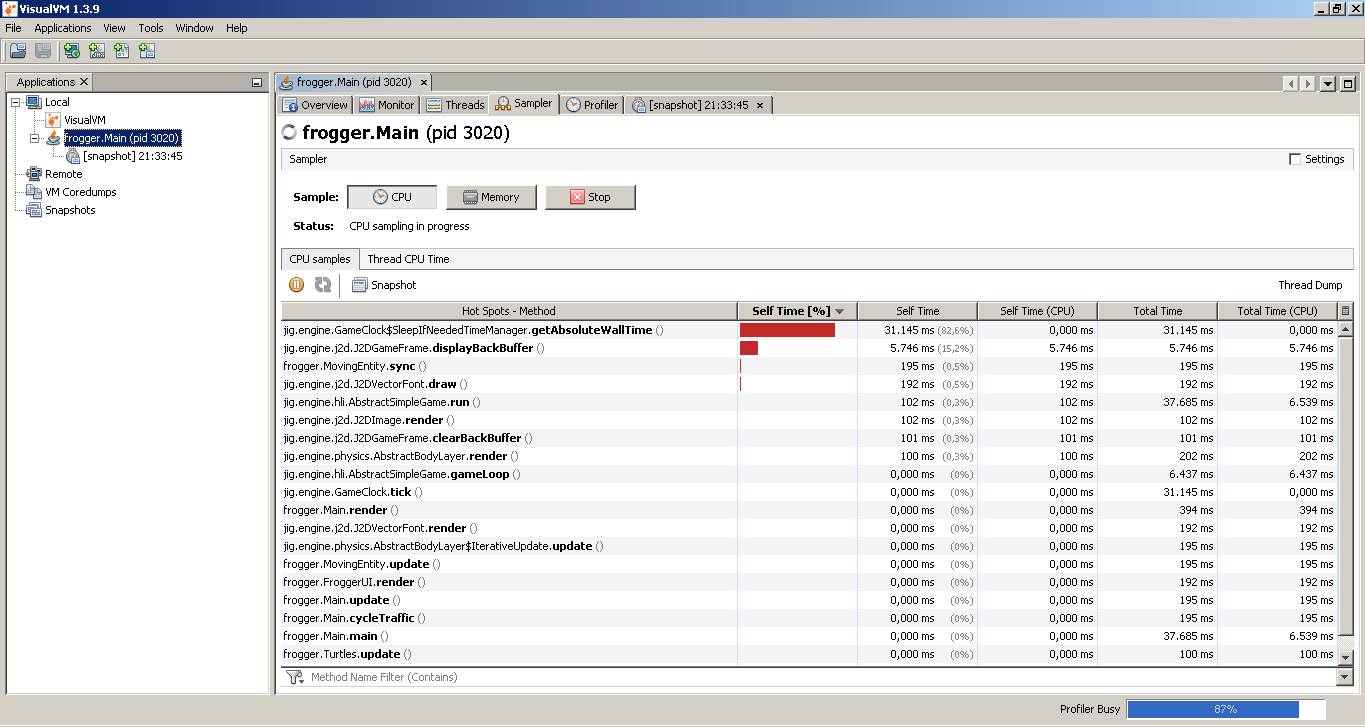 VisualVM 1.3.9
File Applications View Tools Window Help
Applications
Local
VisualVM
frogger.Main (pid 3020)
[snapshot] 21:33:45
Remote
VM Coredumps
Snapshots
frogger.Main (pid 3020)
Overview Monitor Threads Sampler Profiler [snapshot] 21:33:45
frogger.Main (pid 3020)
Sampler Settings
Sample: CPU Memory Stop
Status: CPU sampling in progress
CPU samples Thread CPU Time
Snapshot Thread Dump
Hot Spots - Method Self Time [%] Self Time Self Time (CPU) Total Time Total Time (CPU)
jig.engine.GameClock$SleepIfNeededTimeManager.getAbsoluteWallTime () 31.145 ms (82,6%) 0,000 ms 31.145 ms 0,000 ms
jig.engine.j2d.J2DGameFrame.displayBackBuffer () 5.746 ms (15,2%) 5.746 ms 5.746 ms 5.746 ms
frogger.MovingEntity.sync () 195 ms (0,5%) 195 ms 195 ms 195 ms
jig.engine.j2d.J2DVectorFont.draw () 192 ms (0,5%) 192 ms 192 ms 192 ms
jig.engine.hli.AbstractSimpleGame.run () 102 ms (0,3%) 102 ms 37.685 ms 6.539 ms
jig.engine.j2d.J2DImage.render () 102 ms (0,3%) 102 ms 102 ms 102 ms
jig.engine.j2d.J2DGameFrame.clearBackBuffer () 101 ms (0,3%) 101 ms 101 ms 101 ms
jig.engine.physics.AbstractBodyLayer.render () 100 ms (0,3%) 100 ms 202 ms 202 ms
jig.engine.hli.AbstractSimpleGame.gameLoop () 0,000 ms (0%) 0,000 ms 6.437 ms 6.437 ms
jig.engine.GameClock.tick () 0,000 ms (0%) 0,000 ms 31.145 ms 0,000 ms
frogger.Main.render () 0,000 ms (0%) 0,000 ms 394 ms 394 ms
jig.engine.j2d.J2DVectorFont.render () 0,000 ms (0%) 0,000 ms 192 ms 192 ms
jig.engine.physics.AbstractBodyLayer$IterativeUpdate.update () 0,000 ms (0%) 0,000 ms 195 ms 195 ms
frogger.MovingEntity.update () 0,000 ms (0%) 0,000 ms 195 ms 195 ms
frogger.FroggerUI.render () 0,000 ms (0%) 0,000 ms 192 ms 192 ms
frogger.Main.update () 0,000 ms (0%) 0,000 ms 195 ms 195 ms
frogger.Main.cycleTraffic () 0,000 ms (0%) 0,000 ms 195 ms 195 ms
frogger.Main.main () 0,000 ms (0%) 0,000 ms 37.685 ms 6.539 ms
frogger.Turtles.update () 0,000 ms (0%) 0,000 ms 100 ms 100 ms
Method Name Filter (Contains)
Profiler Busy 87%